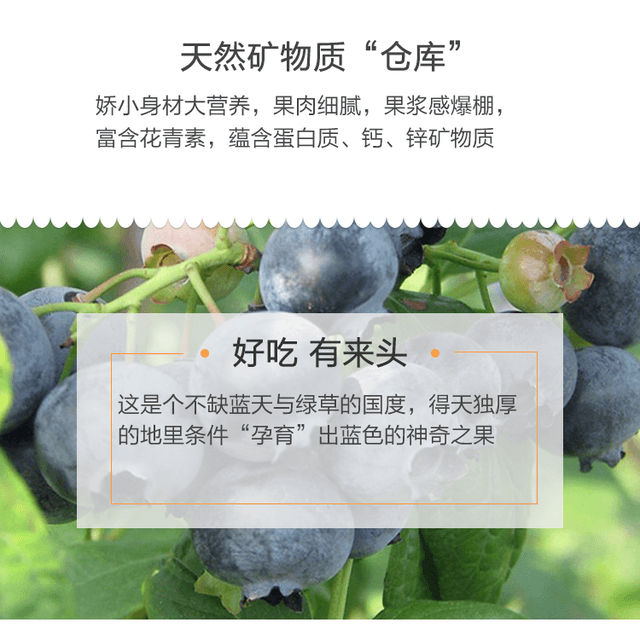 天然矿物质“仓库”
娇小身材大营养，果肉细腻，果浆感爆棚，
富含花青素，蕴含蛋白质、钙、锌矿物质
好吃 有来头
这是个不缺蓝天与绿草的国度，得天独厚
的地里条件“孕育”出蓝色的神奇之果